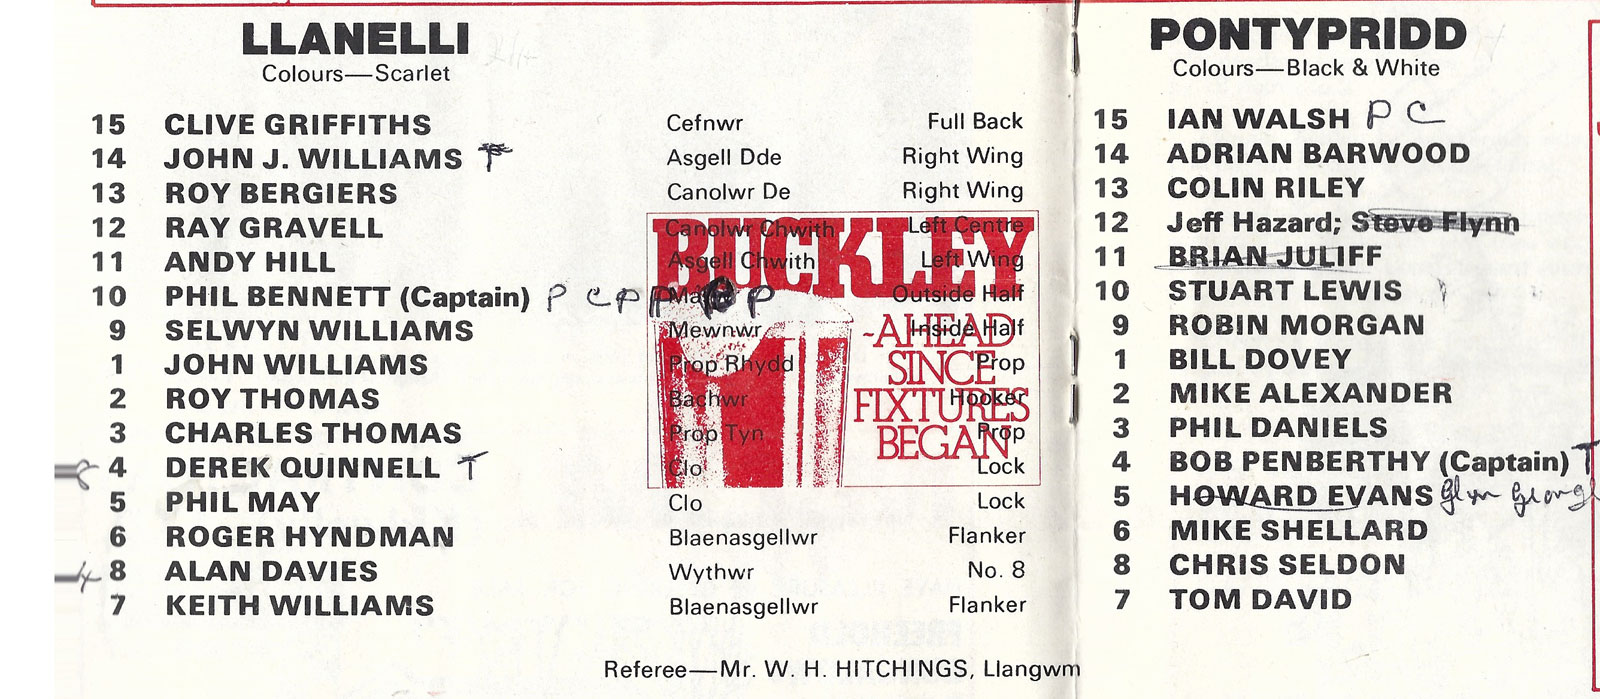 LLANELLI
Colours—Scarlet
PONTYPRIDD
Colours—Black & White
15 CLIVE GRIFFITHS Cefnwr Full Back 15 IAN WALSH P C
14 JOHN J. WILLIAMS T Asgell Dde Right Wing 14 ADRIAN BARWOOD
13 ROY BERGIERS Canolwr De Right Wing 13 COLIN RILEY
12 RAY GRAVELL Canolwr Chwith Left Centre 12 Jeff Hazard; Steve Flynn
11 ANDY HILL Asgell Chwith Left Wing 11 BRIAN JULIFF
10 PHIL BENNETT (Captain) P C P P P Outside Half 10 STUART LEWIS
9 SELWYN WILLIAMS Mewnwr Inside Half 9 ROBIN MORGAN
1 JOHN WILLIAMS Prop Rhydd Prop 1 BILL DOVEY
2 ROY THOMAS Bachwr Hooker 2 MIKE ALEXANDER
3 CHARLES THOMAS Prop Tyn Prop 3 PHIL DANIELS
8 4 DEREK QUINNELL T Clo Lock 4 BOB PENBERTHY (Captain) T
5 PHIL MAY Clo Lock 5 HOWARD EVANS Glyn George
6 ROGER HYNDMAN Blaenasgellwr Flanker 6 MIKE SHELLARD
4 8 ALAN DAVIES Wythwr No. 8 8 CHRIS SELDON
7 KEITH WILLIAMS Blaenasgellwr Flanker 7 TOM DAVID
BUCKLEY
-AHEAD
SINCE
FIXTURES
BEGAN
Referee—Mr. W. H. HITCHINGS, Llangwm